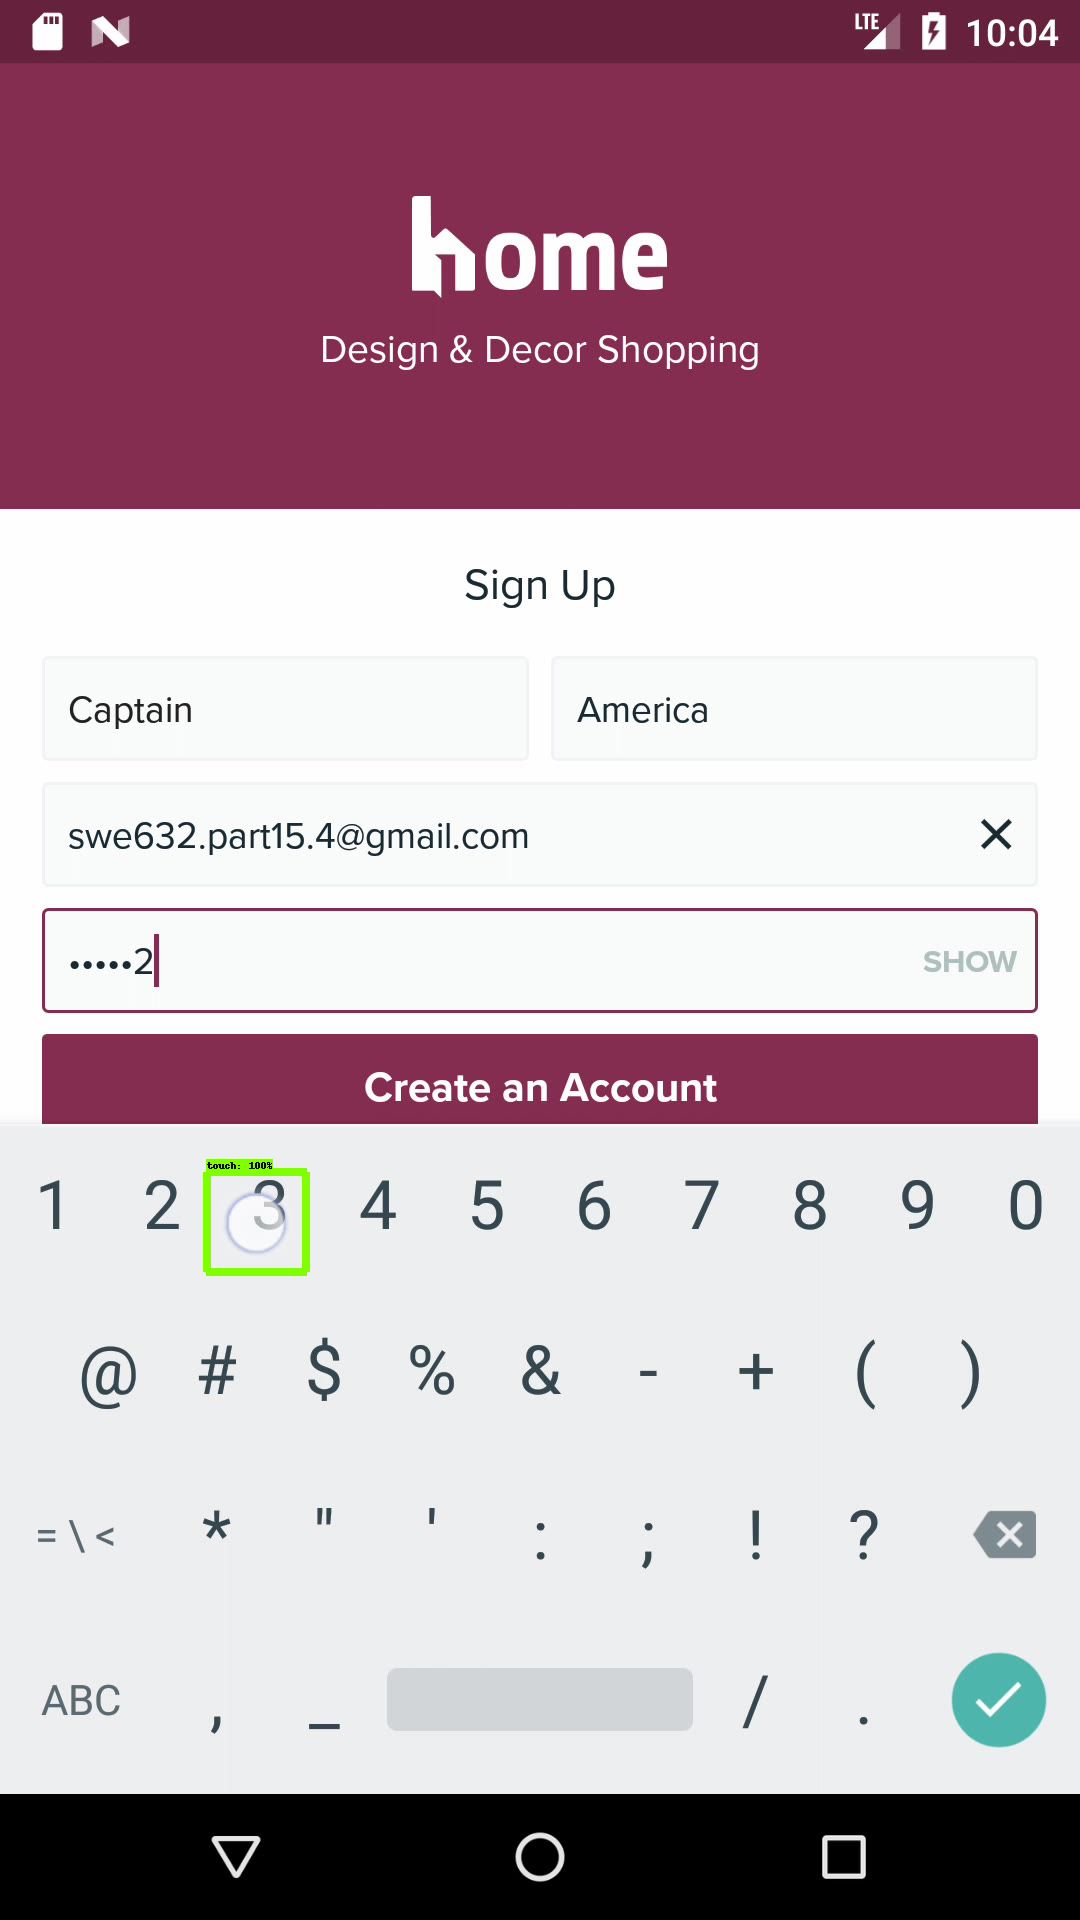 LTE 10:04
home
Design & Decor Shopping
Sign Up
Captain America
swe632.part15.4@gmail.com
•••••2 SHOW
Create an Account
touch: 100%
1 2 3 4 5 6 7 8 9 0
@ # $ % & - + ( )
= \ < * " ' : ; ! ?
ABC , _ / .